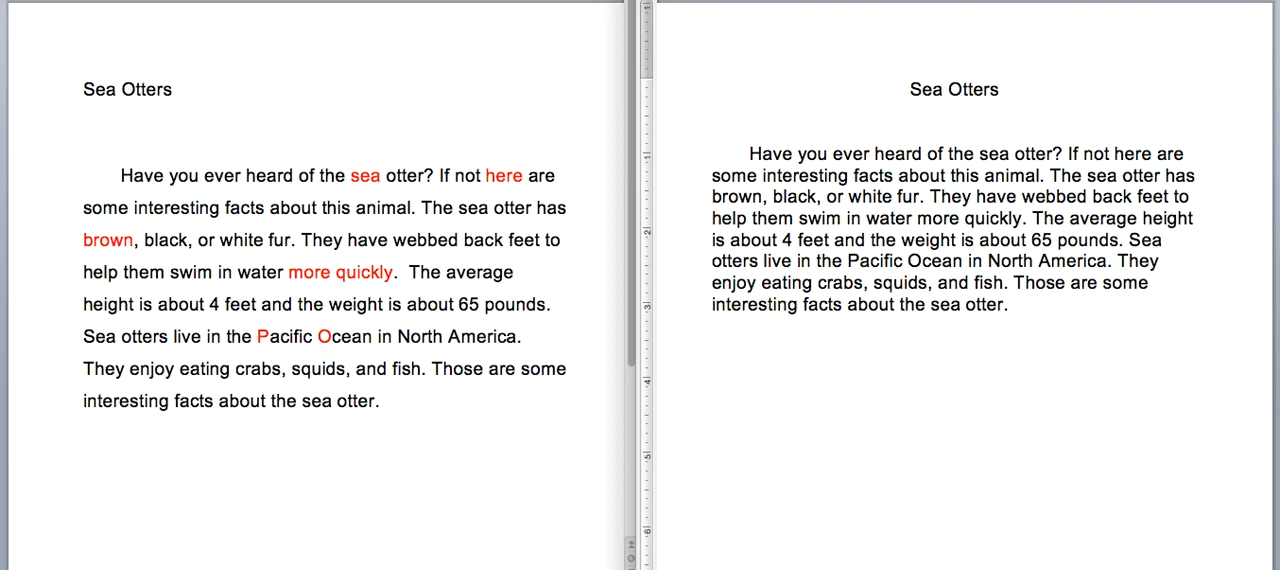 Sea Otters
Have you ever heard of the sea otter? If not here are
some interesting facts about this animal. The sea otter has
brown, black, or white fur. They have webbed back feet to
help them swim in water more quickly.  The average
height is about 4 feet and the weight is about 65 pounds.
Sea otters live in the Pacific Ocean in North America.
They enjoy eating crabs, squids, and fish. Those are some
interesting facts about the sea otter.
1
1
2
3
4
5
6
Sea Otters
Have you ever heard of the sea otter? If not here are
some interesting facts about this animal. The sea otter has
brown, black, or white fur. They have webbed back feet to
help them swim in water more quickly. The average height
is about 4 feet and the weight is about 65 pounds. Sea
otters live in the Pacific Ocean in North America. They
enjoy eating crabs, squids, and fish. Those are some
interesting facts about the sea otter.